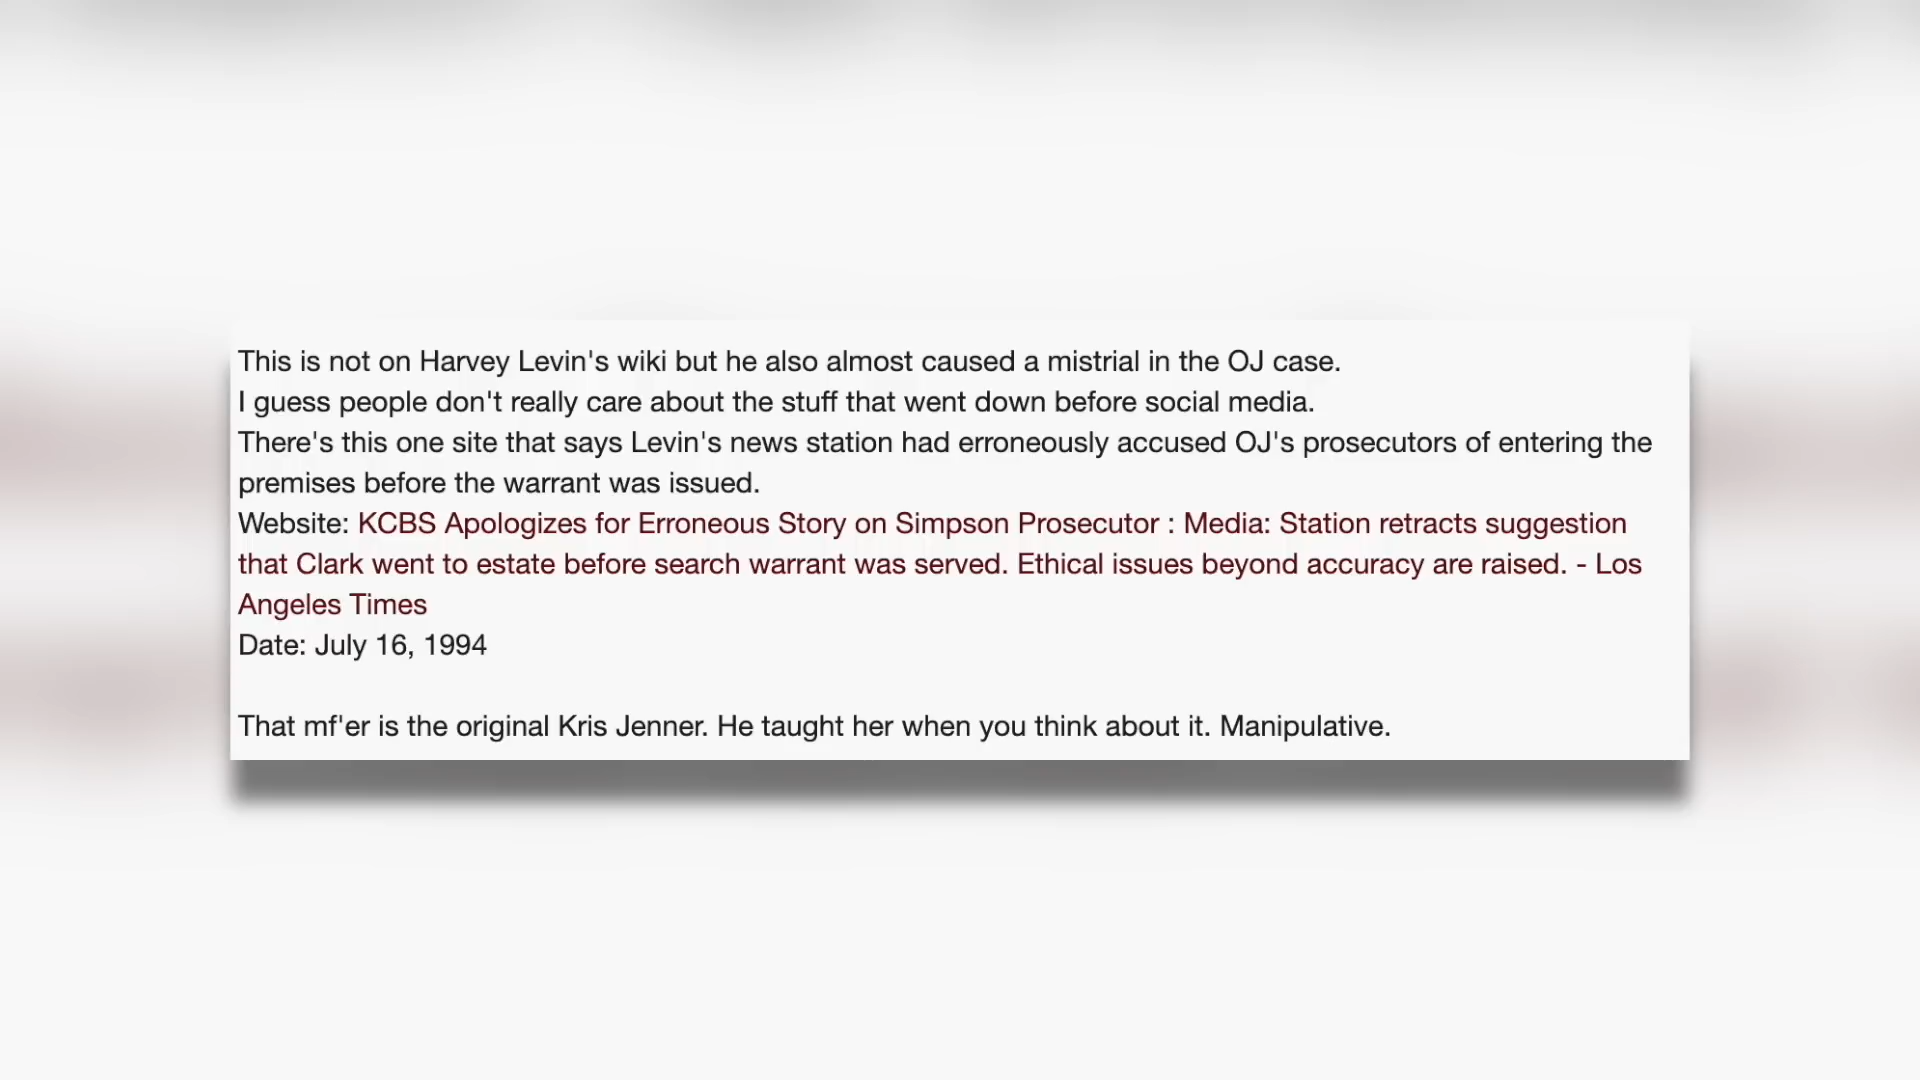 This is not on Harvey Levin's wiki but he also almost caused a mistrial in the OJ case.
I guess people don't really care about the stuff that went down before social media.
There's this one site that says Levin's news station had erroneously accused OJ's prosecutors of entering the
premises before the warrant was issued.
Website: KCBS Apologizes for Erroneous Story on Simpson Prosecutor : Media: Station retracts suggestion
that Clark went to estate before search warrant was served. Ethical issues beyond accuracy are raised. - Los
Angeles Times
Date: July 16, 1994
That mf'er is the original Kris Jenner. He taught her when you think about it. Manipulative.